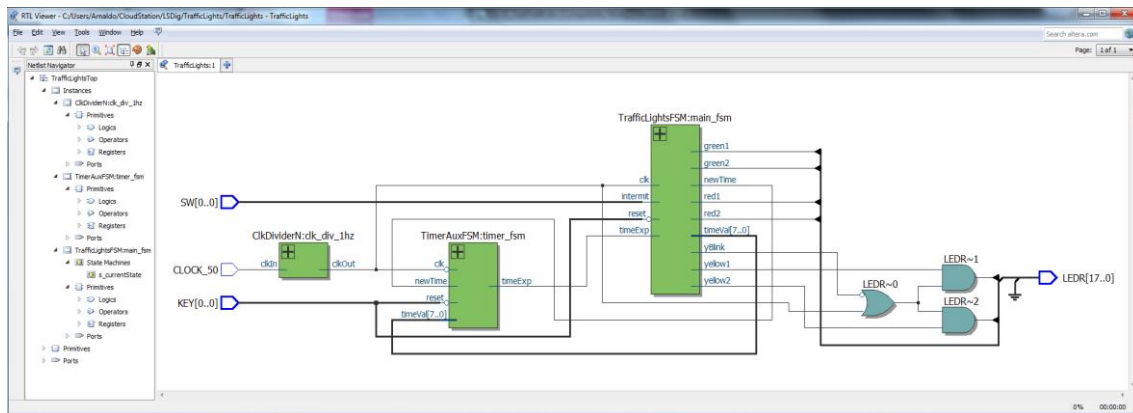 RTL Viewer - C:/Users/Arnaldo/CloudStation/LSDig/TrafficLights/TrafficLights - TrafficLights
File Edit View Tools Window Help
Search altera.com
Page: 1 of 1
Netlist Navigator
TrafficLights:1
TrafficLightsTop
Instances
ClkDividerN:clk_div_1hz
Primitives
Logics
Operators
Registers
Ports
TimerAuxFSM:timer_fsm
Primitives
Logics
Operators
Registers
Ports
TrafficLightsFSM:main_fsm
State Machines
s_currentState
Primitives
Logics
Operators
Registers
Ports
Primitives
Ports
TrafficLightsFSM:main_fsm
green1
green2
clk newTime
intermit red1
reset red2
timeExp timeVal[7..0]
yBlink
yellow1
yellow2
SW[0..0]
ClkDividerN:clk_div_1hz
clkIn clkOut
CLOCK_50
KEY[0..0]
TimerAuxFSM:timer_fsm
clk
newTime timeExp
reset
timeVal[7..0]
LEDR~0
LEDR~1
LEDR~2
LEDR[17..0]
0% 00:00:00